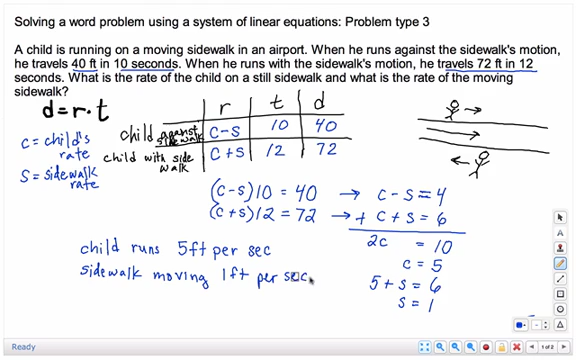 Solving a word problem using a system of linear equations: Problem type 3
A child is running on a moving sidewalk in an airport. When he runs against the sidewalk's motion,
he travels 40 ft in 10 seconds. When he runs with the sidewalk's motion, he travels 72 ft in 12
seconds. What is the rate of the child on a still sidewalk and what is the rate of the moving
sidewalk?
d = r · t
r t d
c = child's
rate
s = sidewalk
rate
child against
sidewalk
c - s 10 40
child with side
walk
c + s 12 72
(c-s)10 = 40 → c - s = 4
(c+s)12 = 72 → + c + s = 6
2c = 10
c = 5
5 + s = 6
s = 1
child runs 5ft per sec
sidewalk moving 1ft per sec.
Ready
1 of 2